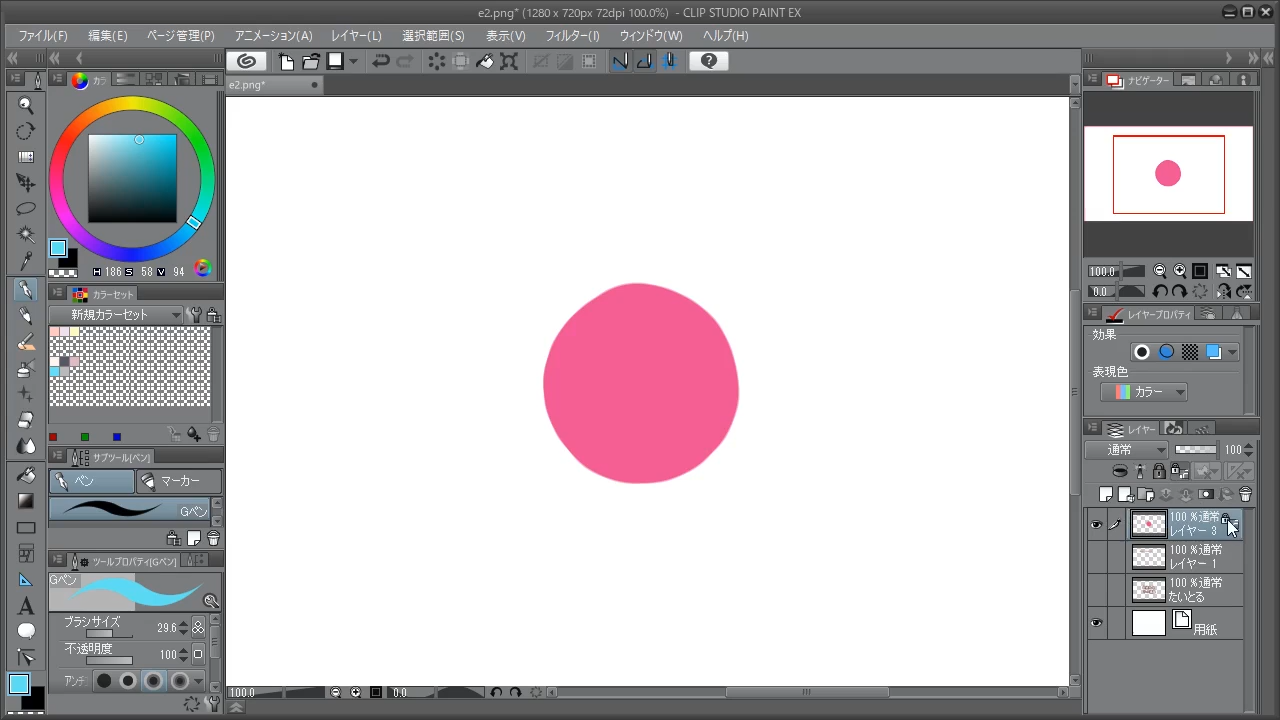 e2.png* (1280 x 720px 72dpi 100.0%) - CLIP STUDIO PAINT EX
ファイル(F) 編集(E) ページ管理(P) アニメーション(A) レイヤー(L) 選択範囲(S) 表示(V) フィルター(I) ウィンドウ(W) ヘルプ(H)
e2.png*
カラ
H 186 S 58 V 94
カラーセット
新規カラーセット
サブツール[ペン]
ペン マーカー
Gペン
ツールプロパティ[Gペン]
Gペン
ブラシサイズ 29.6
不透明度 100
アンチ
100.0 0.0
ナビゲーター
100.0
0.0
レイヤープロパティ
効果
表現色
カラー
レイヤー
通常 100
100 %通常
レイヤー 3
100 %通常
レイヤー 1
100 %通常
たいとる
用紙